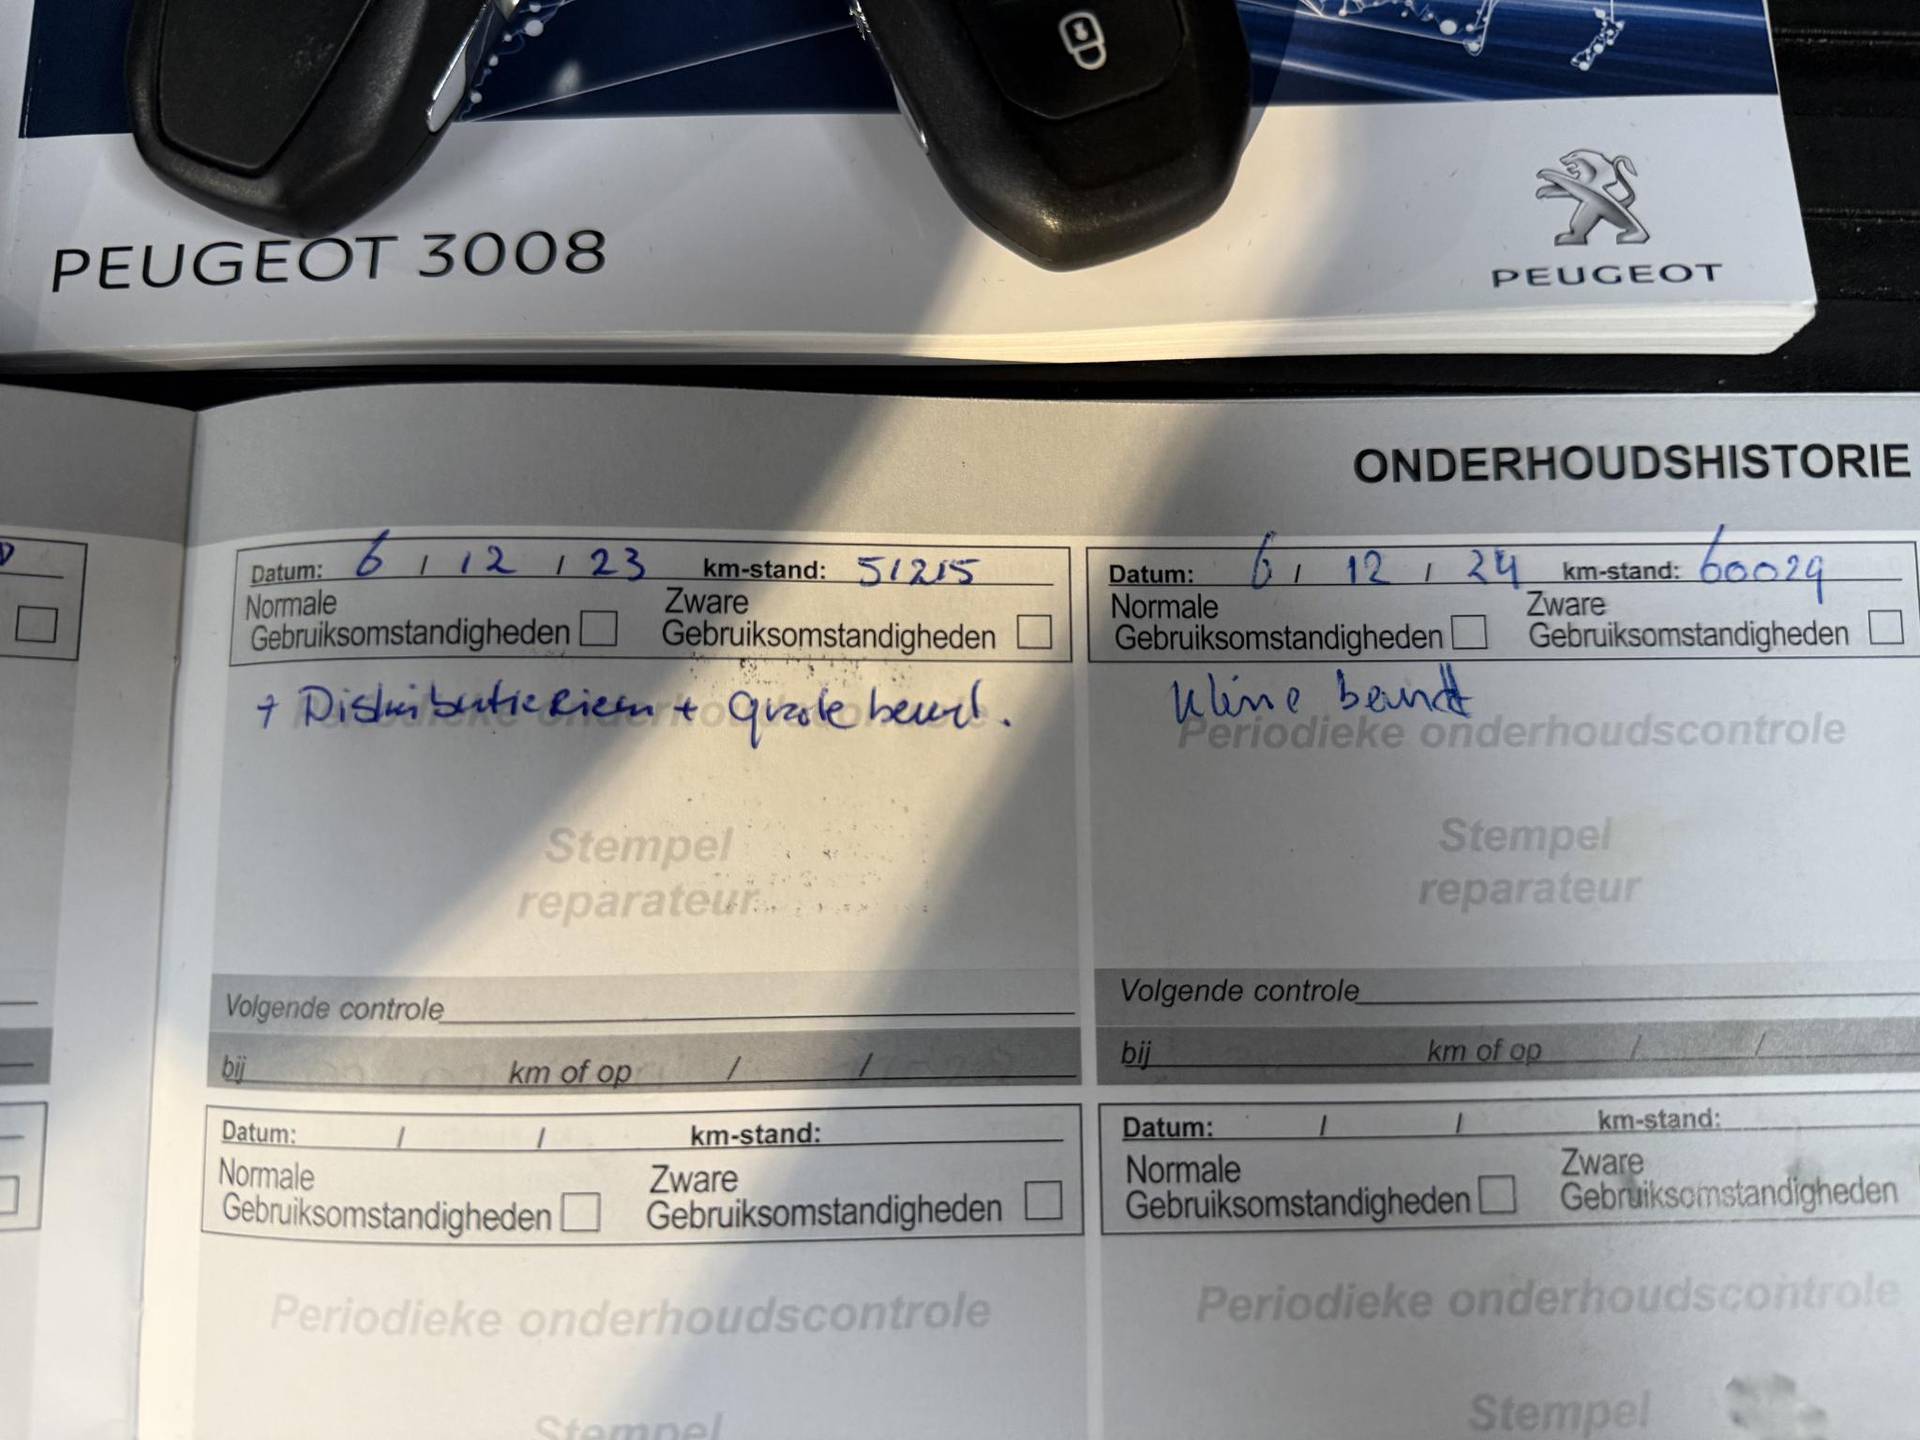 PEUGEOT 3008
PEUGEOT
ONDERHOUDSHISTORIE
Datum: 6 / 12 / 23 km-stand: 51215
Normale Gebruiksomstandigheden
Zware Gebruiksomstandigheden
+ Distributieriem + grote beurt.
Stempel
reparateur
Volgende controle
bij km of op / /
Datum: 6 / 12 / 24 km-stand: 60029
Normale Gebruiksomstandigheden
Zware Gebruiksomstandigheden
kleine beurt
Periodieke onderhoudscontrole
Stempel
reparateur
Volgende controle
bij km of op / /
Datum: / / km-stand:
Normale Gebruiksomstandigheden
Zware Gebruiksomstandigheden
Periodieke onderhoudscontrole
Stempel
Datum: / / km-stand:
Normale Gebruiksomstandigheden
Zware Gebruiksomstandigheden
Periodieke onderhoudscontrole
Stempel